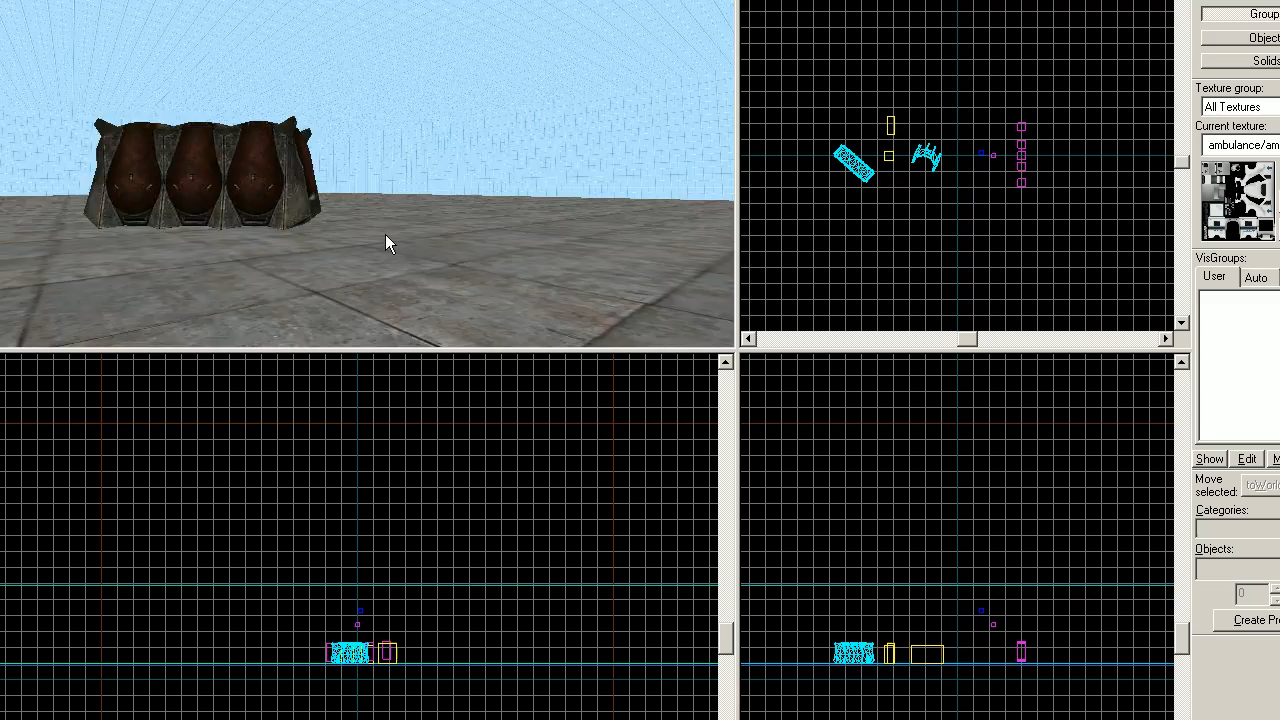 Group
Object
Solids
Texture group:
All Textures
Current texture:
ambulance/am
VisGroups:
User
Auto
Show
Edit
M
Move
selected:
toWorl
Categories:
Objects:
0
Create Pr